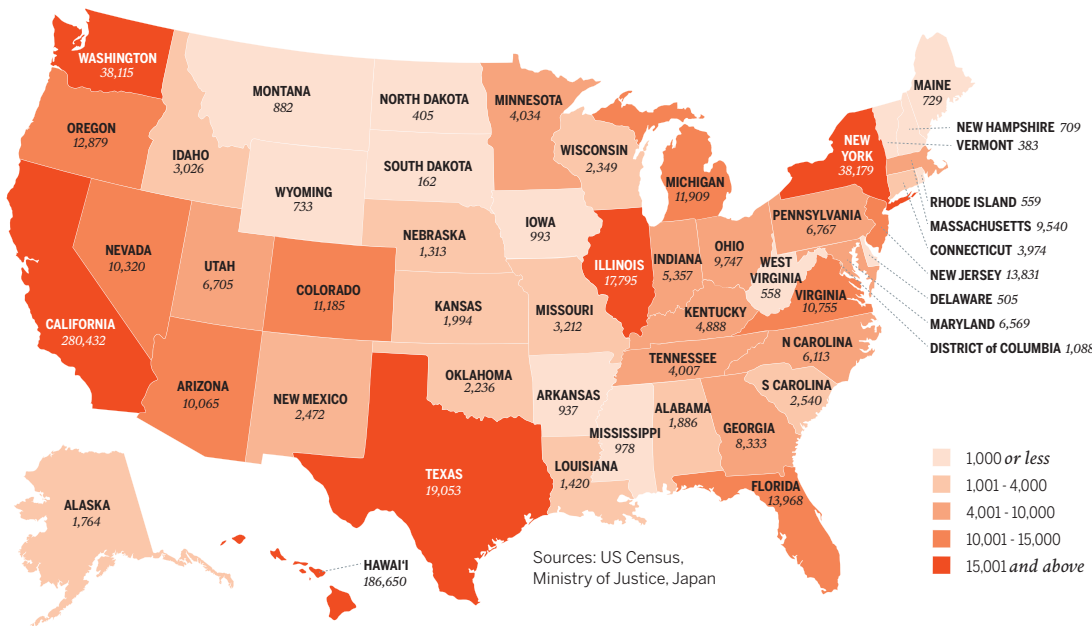 WASHINGTON
38,115
OREGON
12,879
IDAHO
3,026
MONTANA
882
NORTH DAKOTA
405
MINNESOTA
4,034
SOUTH DAKOTA
162
WISCONSIN
2,349
MICHIGAN
11,909
WYOMING
733
NEBRASKA
1,313
IOWA
993
NEVADA
10,320
UTAH
6,705
COLORADO
11,185
KANSAS
1,994
MISSOURI
3,212
ILLINOIS
17,795
INDIANA
5,357
OHIO
9,747
PENNSYLVANIA
6,767
NEW
YORK
38,179
MAINE
729
NEW HAMPSHIRE 709
VERMONT 383
RHODE ISLAND 559
MASSACHUSETTS 9,540
CONNECTICUT 3,974
NEW JERSEY 13,831
DELAWARE 505
MARYLAND 6,569
DISTRICT of COLUMBIA 1,088
WEST
VIRGINIA
558
VIRGINIA
10,755
KENTUCKY
4,888
CALIFORNIA
280,432
ARIZONA
10,065
NEW MEXICO
2,472
OKLAHOMA
2,236
ARKANSAS
937
TENNESSEE
4,007
N CAROLINA
6,113
S CAROLINA
2,540
MISSISSIPPI
978
ALABAMA
1,886
GEORGIA
8,333
TEXAS
19,053
LOUISIANA
1,420
FLORIDA
13,968
ALASKA
1,764
HAWAI'I
186,650
Sources: US Census,
Ministry of Justice, Japan
1,000 or less
1,001 - 4,000
4,001 - 10,000
10,001 - 15,000
15,001 and above